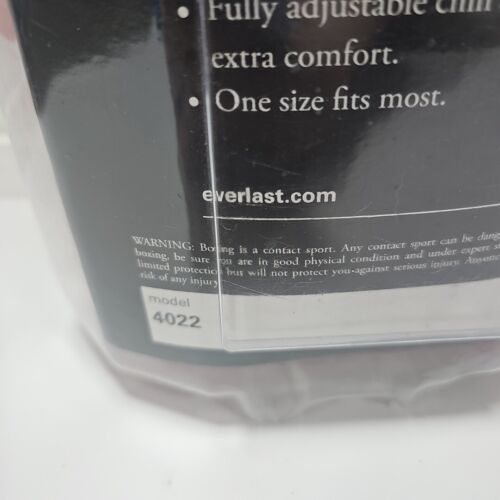 • Fully adjustable chin
extra comfort.
• One size fits most.
everlast.com
WARNING: Boxing is a contact sport. Any contact sport can be
boxing, be sure you are in good physical condition and under expert
limited protection but will not protect you against serious injury. Anyone
risk of any injury
model
4022